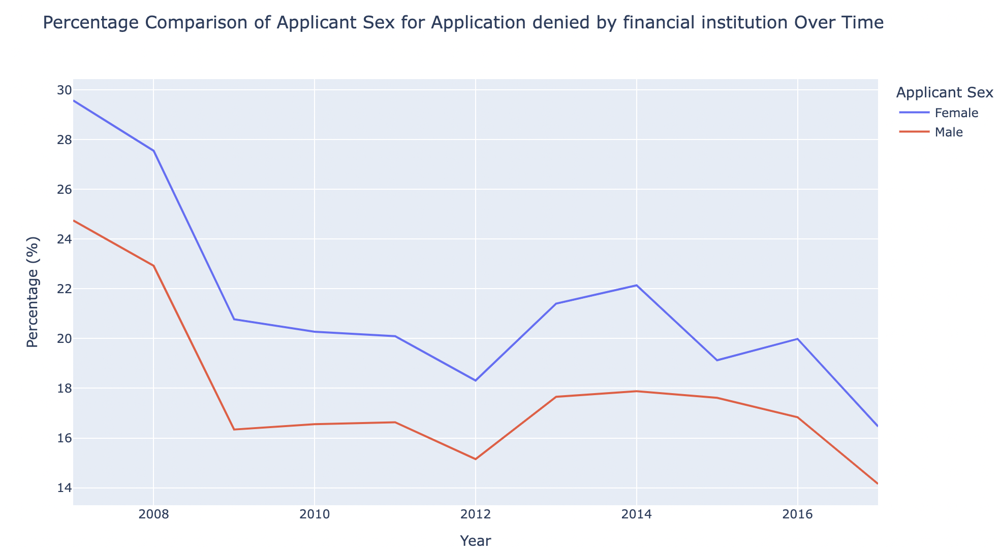 Percentage Comparison of Applicant Sex for Application denied by financial institution Over Time
Applicant Sex
Female
Male
Percentage (%)
30
28
26
24
22
20
18
16
14
2008
2010
2012
2014
2016
Year